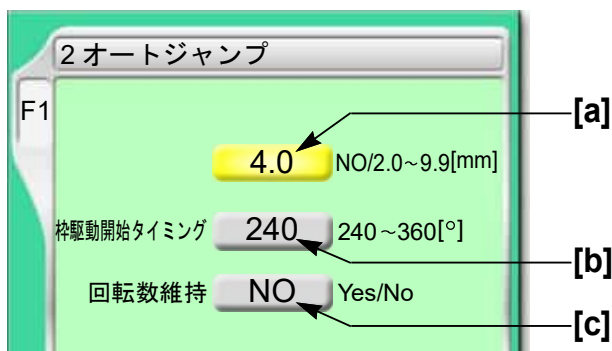 2 オートジャンプ
F1
[a]
4.0 NO/2.0~9.9[mm]
枠駆動開始タイミング 240 240~360[°]
[b]
回転数維持 NO Yes/No
[c]